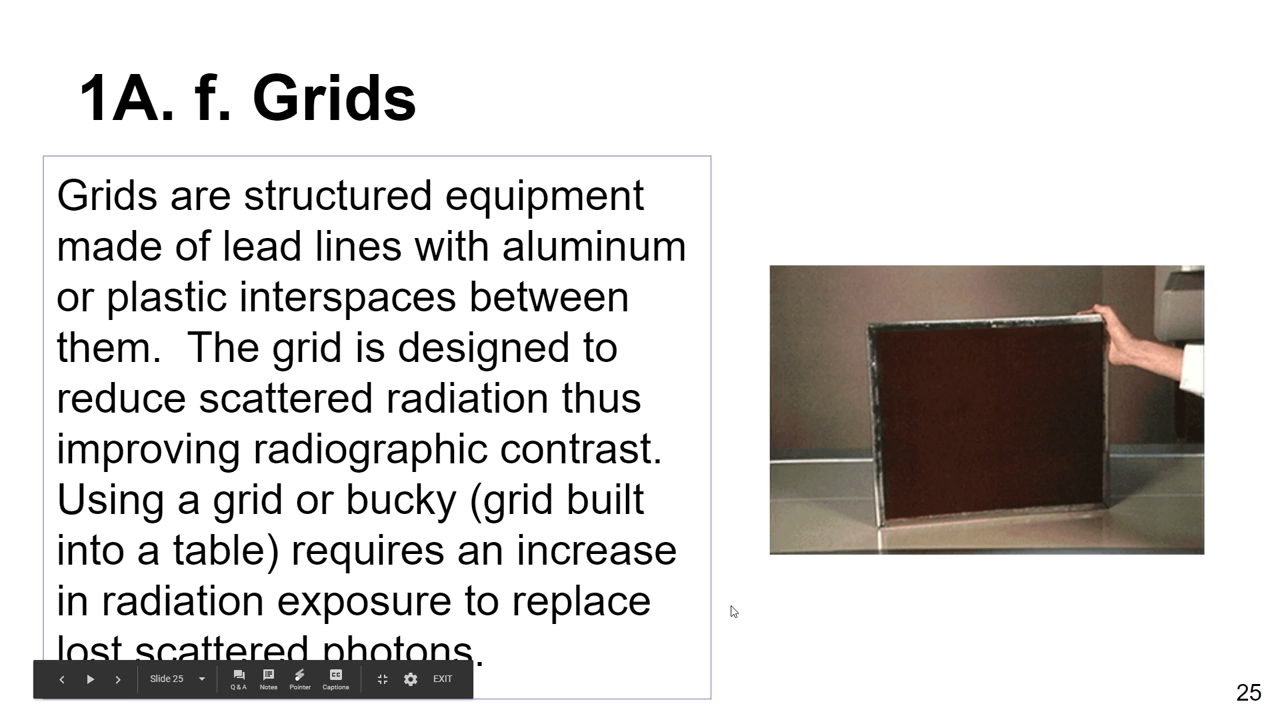 1A. f. Grids
Grids are structured equipment
made of lead lines with aluminum
or plastic interspaces between
them.  The grid is designed to
reduce scattered radiation thus
improving radiographic contrast.
Using a grid or bucky (grid built
into a table) requires an increase
in radiation exposure to replace
lost scattered photons.
Slide 25
Q & A
Notes
Pointer
Captions
EXIT
25